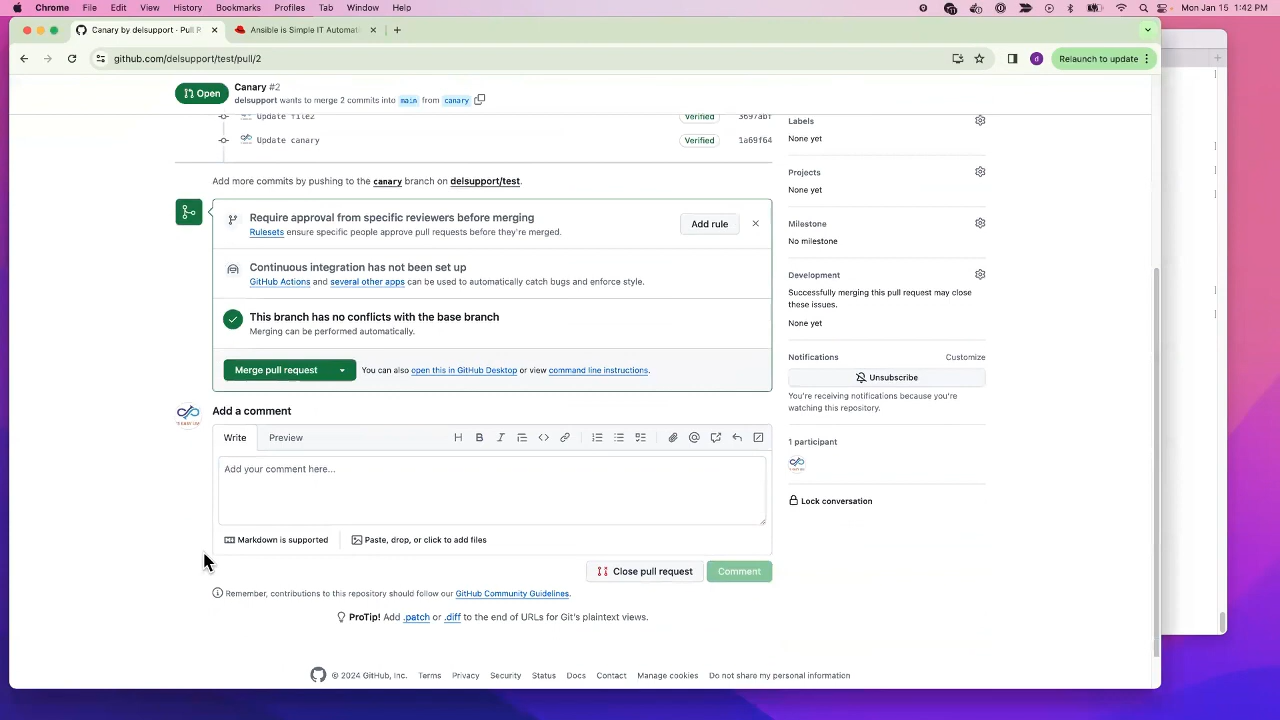 Chrome File Edit View History Bookmarks Profiles Tab Window Help Mon Jan 15 1:42 PM
Canary by delsupport · Pull R
Ansible is Simple IT Automati
github.com/delsupport/test/pull/2
d
Relaunch to update
Open
Canary #2
delsupport wants to merge 2 commits into main from canary
Update file2 Verified 3697abf
Update canary Verified 1a69f64
Add more commits by pushing to the canary branch on delsupport/test.
Require approval from specific reviewers before merging
Rulesets ensure specific people approve pull requests before they're merged.
Add rule
Continuous integration has not been set up
GitHub Actions and several other apps can be used to automatically catch bugs and enforce style.
This branch has no conflicts with the base branch
Merging can be performed automatically.
Merge pull request
You can also open this in GitHub Desktop or view command line instructions.
Add a comment
Write Preview
Add your comment here...
Markdown is supported
Paste, drop, or click to add files
Close pull request
Comment
Remember, contributions to this repository should follow our GitHub Community Guidelines.
ProTip! Add .patch or .diff to the end of URLs for Git's plaintext views.
Labels
None yet
Projects
None yet
Milestone
No milestone
Development
Successfully merging this pull request may close
these issues.
None yet
Notifications Customize
Unsubscribe
You're receiving notifications because you're
watching this repository.
1 participant
Lock conversation
© 2024 GitHub, Inc. Terms Privacy Security Status Docs Contact Manage cookies Do not share my personal information